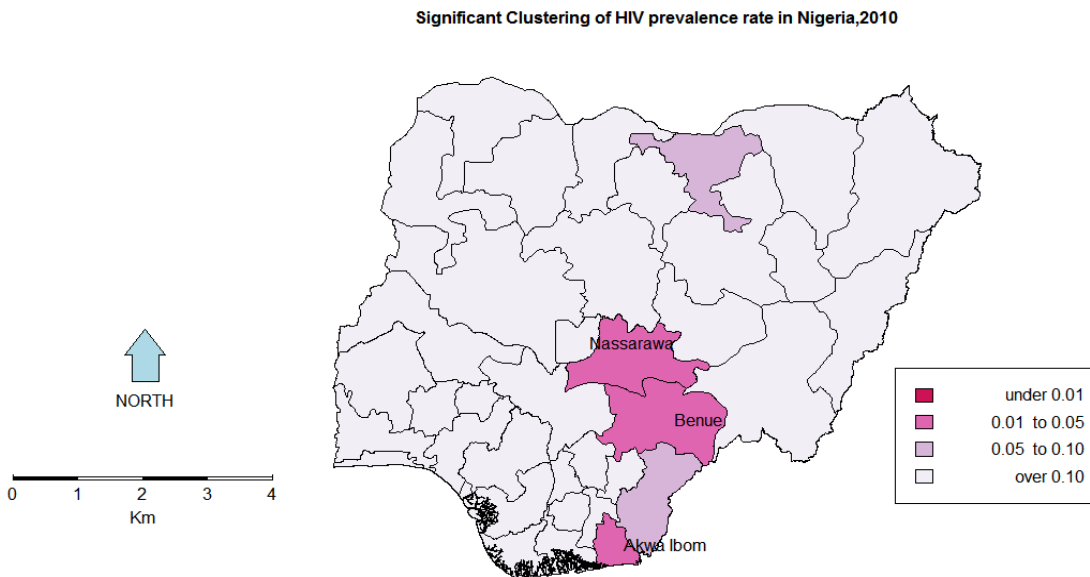 Significant Clustering of HIV prevalence rate in Nigeria,2010
Nassarawa
NORTH
under 0.01
0.01 to 0.05
Benue
0.05 to 0.10
over 0.10
0 1 2 3 4
Km
Akwa Ibom